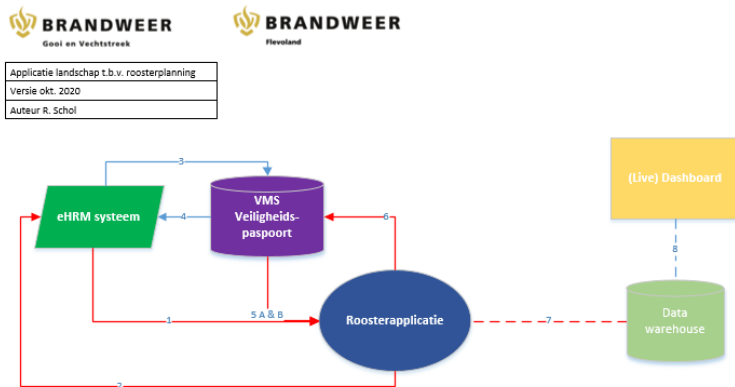 BRANDWEER
Gooi en Vechtstreek
BRANDWEER
Flevoland
Applicatie landschap t.b.v. roosterplanning
Versie okt. 2020
Auteur R. Schol
3
eHRM systeem
VMS
Veiligheids-
paspoort
4
6
(Live) Dashboard
8
1
5 A & B
Roosterapplicatie
7
Data
warehouse
2